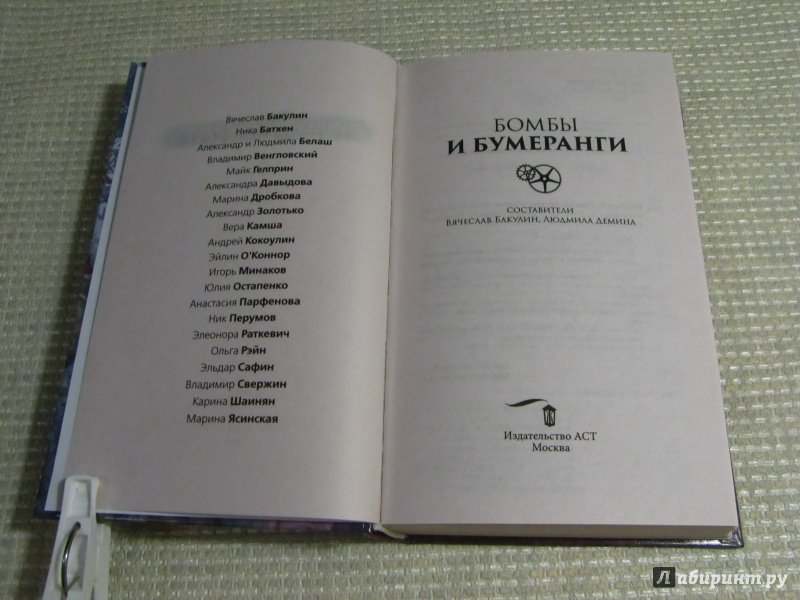 Вячеслав Бакулин
Ника Батхен
Александр и Людмила Белаш
Владимир Венгловский
Майк Гелприн
Александра Давыдова
Марина Дробкова
Александр Золотько
Вера Камша
Андрей Кокоулин
Эйлин О'Коннор
Игорь Минаков
Юлия Остапенко
Анастасия Парфенова
Ник Перумов
Элеонора Раткевич
Ольга Рэйн
Эльдар Сафин
Владимир Свержин
Карина Шаинян
Марина Ясинская
БОМБЫ
И БУМЕРАНГИ
СОСТАВИТЕЛИ
ВЯЧЕСЛАВ БАКУЛИН, ЛЮДМИЛА ДЕМИНА
Издательство АСТ
Москва
Лабиринт.ру